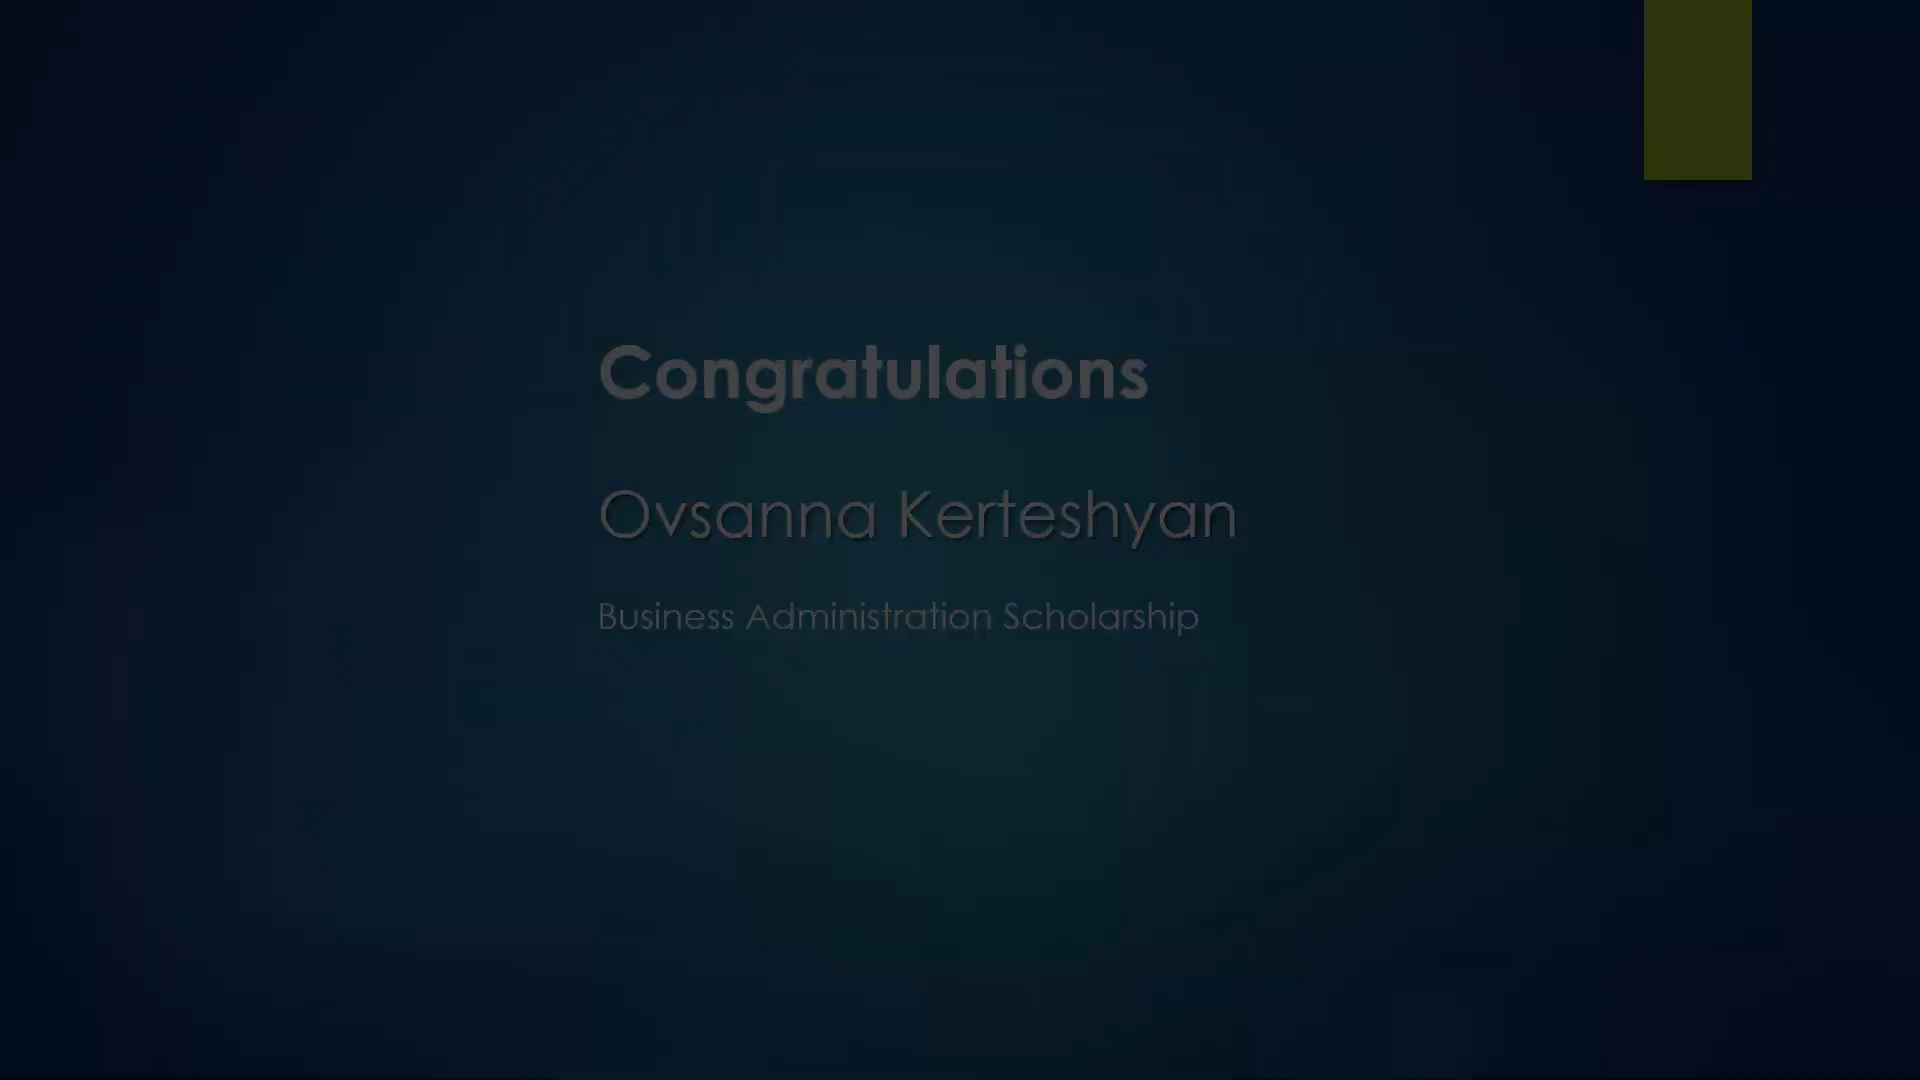 Congratulations
Ovsanna Kerteshyan
Business Administration Scholarship